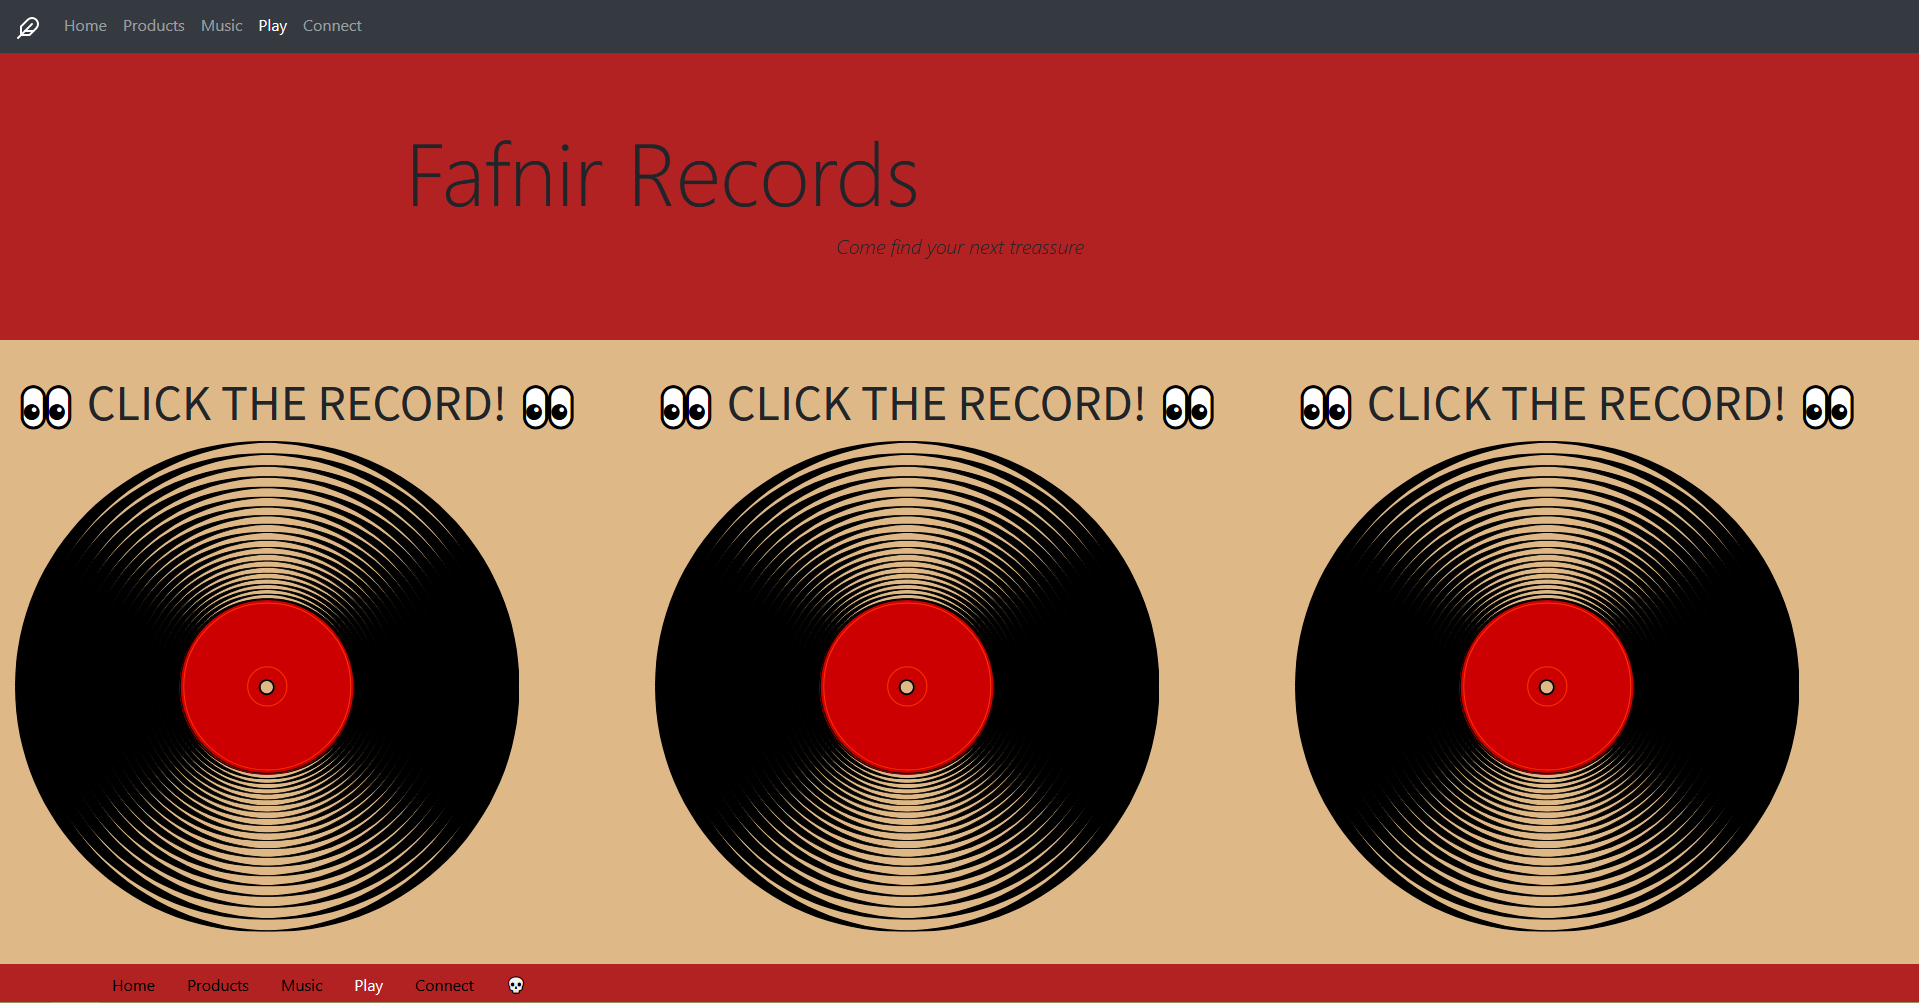 Home Products Music Play Connect
Fafnir Records
Come find your next treassure
👀 CLICK THE RECORD! 👀 👀 CLICK THE RECORD! 👀 👀 CLICK THE RECORD! 👀
Home Products Music Play Connect 💀